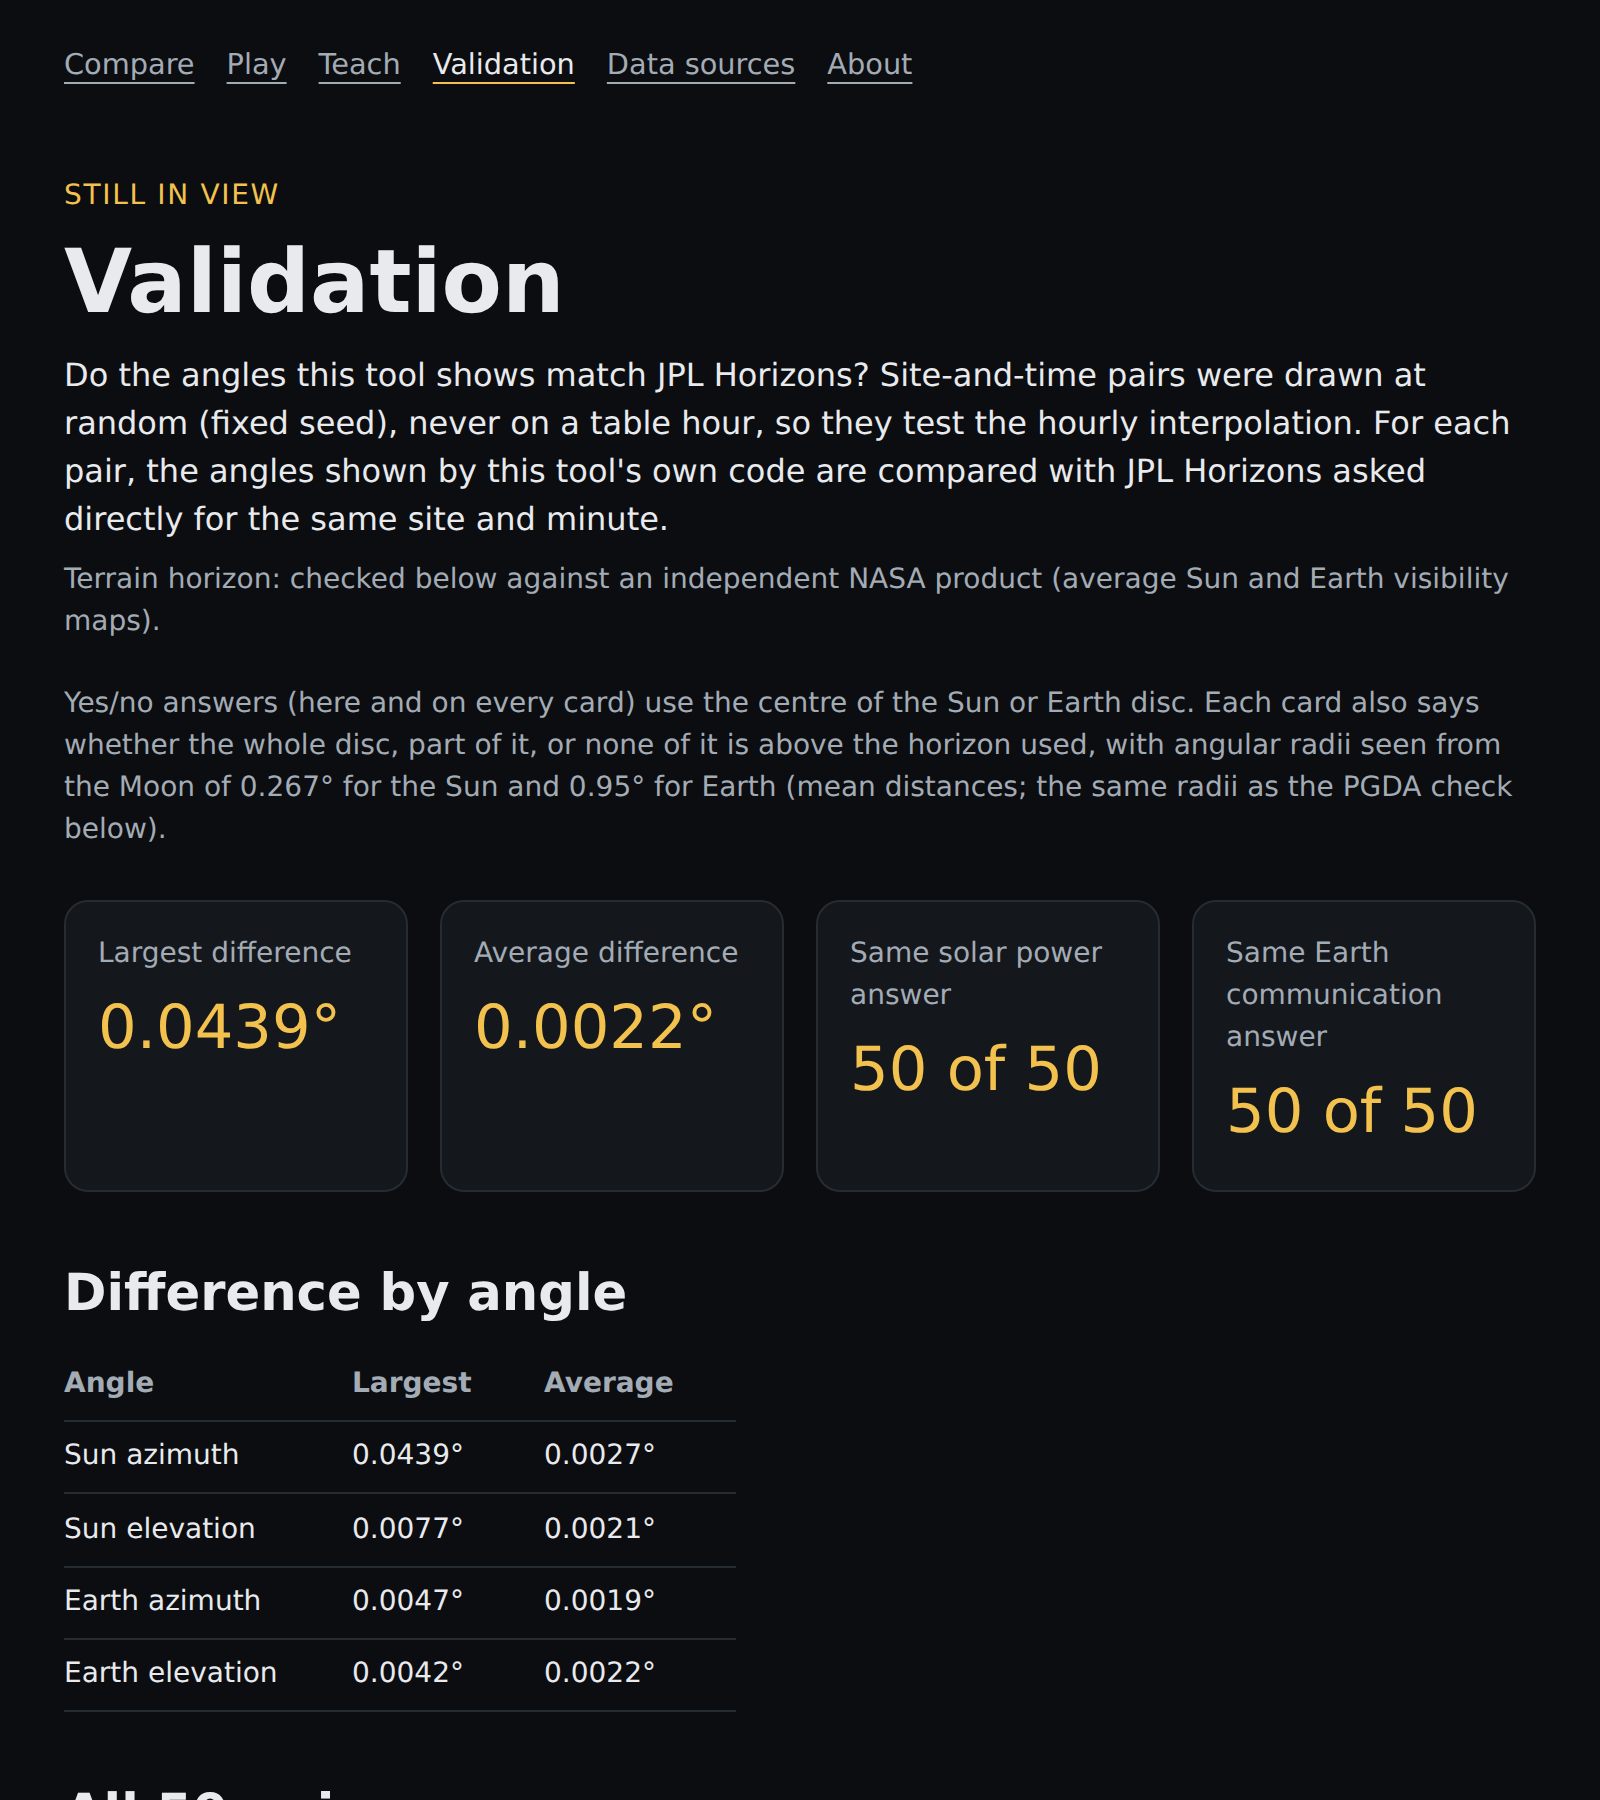 Compare Play Teach Validation Data sources About
STILL IN VIEW
Validation
Do the angles this tool shows match JPL Horizons? Site-and-time pairs were drawn at
random (fixed seed), never on a table hour, so they test the hourly interpolation. For each
pair, the angles shown by this tool's own code are compared with JPL Horizons asked
directly for the same site and minute.
Terrain horizon: checked below against an independent NASA product (average Sun and Earth visibility
maps).
Yes/no answers (here and on every card) use the centre of the Sun or Earth disc. Each card also says
whether the whole disc, part of it, or none of it is above the horizon used, with angular radii seen from
the Moon of 0.267° for the Sun and 0.95° for Earth (mean distances; the same radii as the PGDA check
below).
Largest difference
0.0439°
Average difference
0.0022°
Same solar power
answer
50 of 50
Same Earth
communication
answer
50 of 50
Difference by angle
Angle Largest Average
Sun azimuth 0.0439° 0.0027°
Sun elevation 0.0077° 0.0021°
Earth azimuth 0.0047° 0.0019°
Earth elevation 0.0042° 0.0022°
All 50